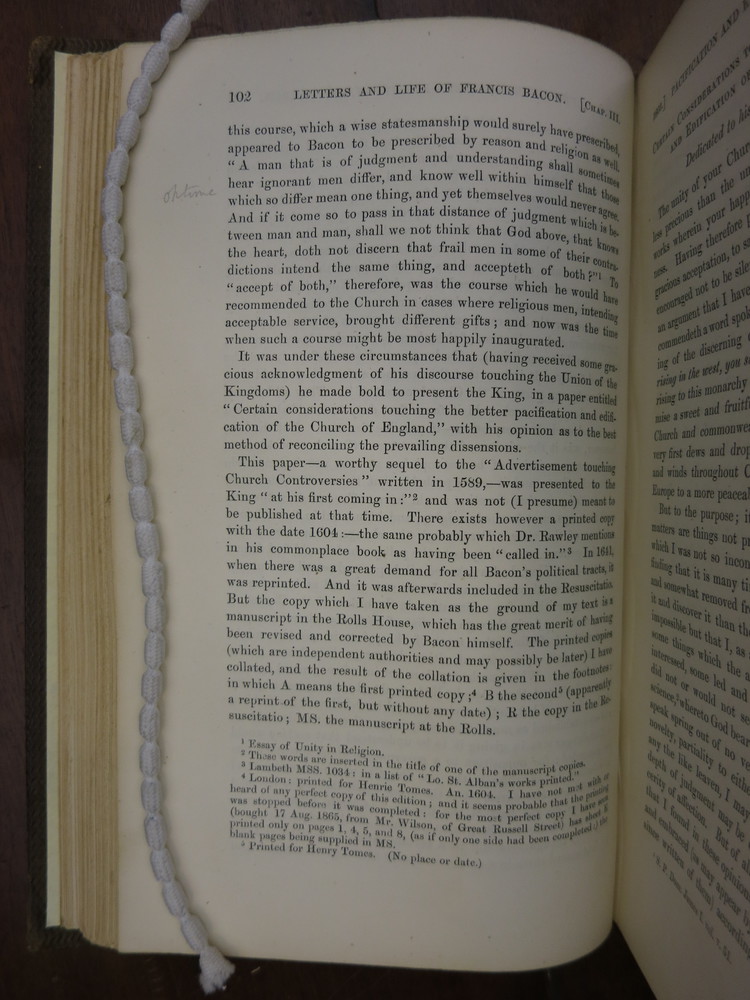 102 LETTERS AND LIFE OF FRANCIS BACON. [CHAP. III.
this course, which a wise statesmanship would surely have prescribed,
appeared to Bacon to be prescribed by reason and religion as well.
“A man that is of judgment and understanding shall sometimes
hear ignorant men differ, and know well within himself that those
which so differ mean one thing, and yet themselves would never agree.
And if it come so to pass in that distance of judgment which is be-
tween man and man, shall we not think that God above, that knows
the heart, doth not discern that frail men in some of their contra-
dictions intend the same thing, and accepteth of both?”¹ To
“accept of both,” therefore, was the course which he would have
recommended to the Church in cases where religious men, intending
acceptable service, brought different gifts; and now was the time
when such a course might be most happily inaugurated.
It was under these circumstances that (having received some gra-
cious acknowledgment of his discourse touching the Union of the
Kingdoms) he made bold to present the King, in a paper entitled
“Certain considerations touching the better pacification and edifi-
cation of the Church of England,” with his opinion as to the best
method of reconciling the prevailing dissensions.
This paper—a worthy sequel to the “Advertisement touching
Church Controversies” written in 1589,—was presented to the
King “at his first coming in:”² and was not (I presume) meant to
be published at that time. There exists however a printed copy
with the date 1604:—the same probably which Dr. Rawley mentions
in his commonplace book as having been “called in.”³ In 1641,
when there was a great demand for all Bacon's political tracts, it
was reprinted. And it was afterwards included in the Resuscitatio.
But the copy which I have taken as the ground of my text is a
manuscript in the Rolls House, which has the great merit of having
been revised and corrected by Bacon himself. The printed copies
(which are independent authorities and may possibly be later) I have
collated, and the result of the collation is given in the footnotes:
in which A means the first printed copy;⁴ B the second⁵ (apparently
a reprint of the first, but without any date); R the copy in the Re-
suscitatio; MS. the manuscript at the Rolls.
¹ Essay of Unity in Religion.
² These words are inserted in the title of one of the manuscript copies.
³ Lambeth MSS. 1034: in a list of “Lo. St. Alban's works printed.”
⁴ London: printed for Henrie Tomes. An. 1604. I have not met with or
heard of any perfect copy of this edition; and it seems probable that the printing
was stopped before it was completed: for the most perfect copy I have seen
(bought 17 Aug. 1865, from Mr. Wilson, of Great Russell Street) has sheet
printed only on pages 1, 4, 5, and 8, (as if only one side had been completed:) the
blank pages being supplied in MS.
⁵ Printed for Henry Tomes. (No place or date.)
PACIFICATION AND
CERTAIN CONSIDERATIONS
AND EDIFICATION OF
Dedicated to his
The unity of your Church
less precious than the
works wherein your happ
ness. Having therefore
gracious acceptation, to
encouraged not to be sile
an argument that I have
commendeth a word spok
ing of the discerning
rising in the west, you s
rising to this monarchy
mise a sweet and fruitf
Church and commonwe
very first dews and drop
and winds throughout C
Europe to a more peaceab
But to the purpose; i
matters are things not pr
which I was not so incon
finding that it is many ti
and somewhat removed fr
it and discover it than the
impossible but that I, as
some things which the
interessed, some led and
did not or would not se
science, whereto God bear
speak spring out of no ve
novelty, partiality to eithe
any the like leaven, I may
depth of judgment may be
cerity of affection. But of al
that I found in those opinion
and embraced (as may appear b